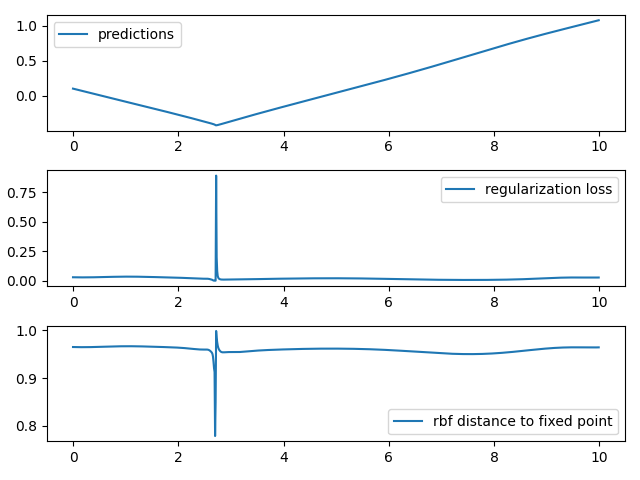 predictions
1.0
0.5
0.0
0 2 4 6 8 10
regularization loss
0.75
0.50
0.25
0.00
0 2 4 6 8 10
1.0
0.9
0.8
rbf distance to fixed point
0 2 4 6 8 10